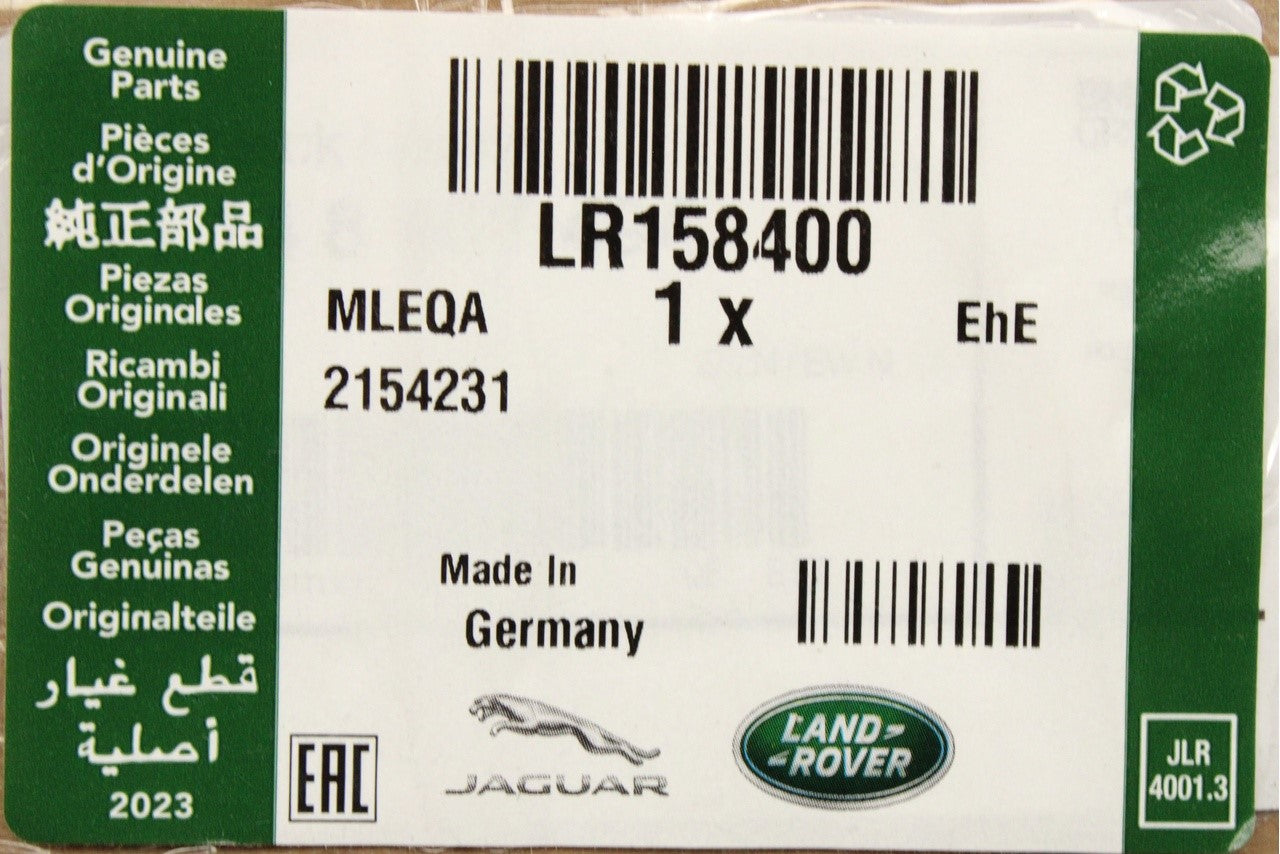 Genuine
Parts
Pièces
d'Origine
純正部品
Piezas
Originales
Ricambi
Originali
Originele
Onderdelen
Peças
Genuínas
Originalteile
قطع غيار
أصلية
2023
LR158400
MLEQA 1 x EhE
2154231
Made In
Germany
EAC
JAGUAR
LAND-
-ROVER
JLR
4001.3